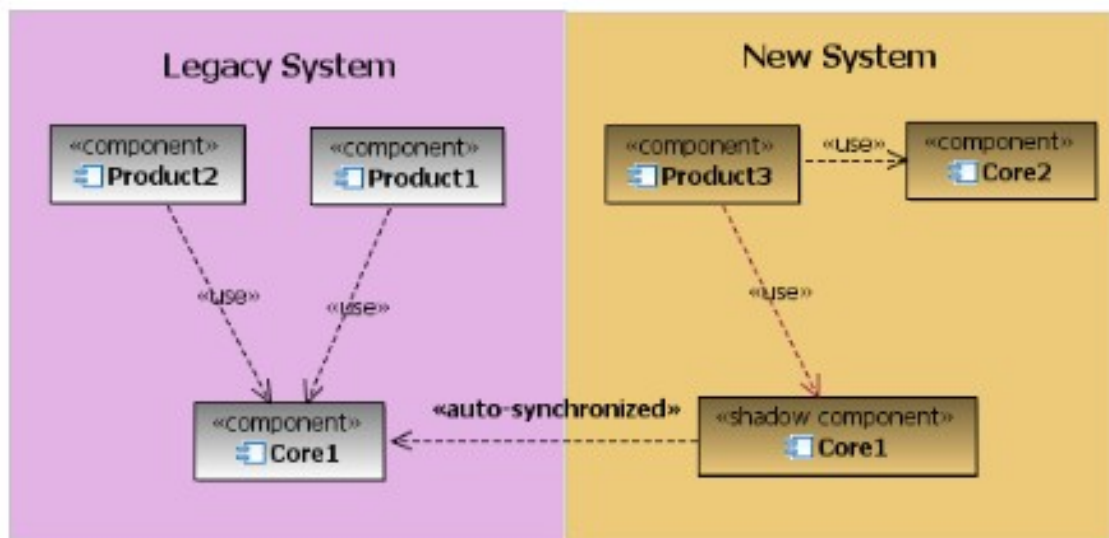 Legacy System
New System
«component»
Product2
«component»
Product1
«component»
Product3
«use»
«component»
Core2
«use»
«use»
«use»
«component»
Core1
«auto-synchronized»
«shadow component»
Core1